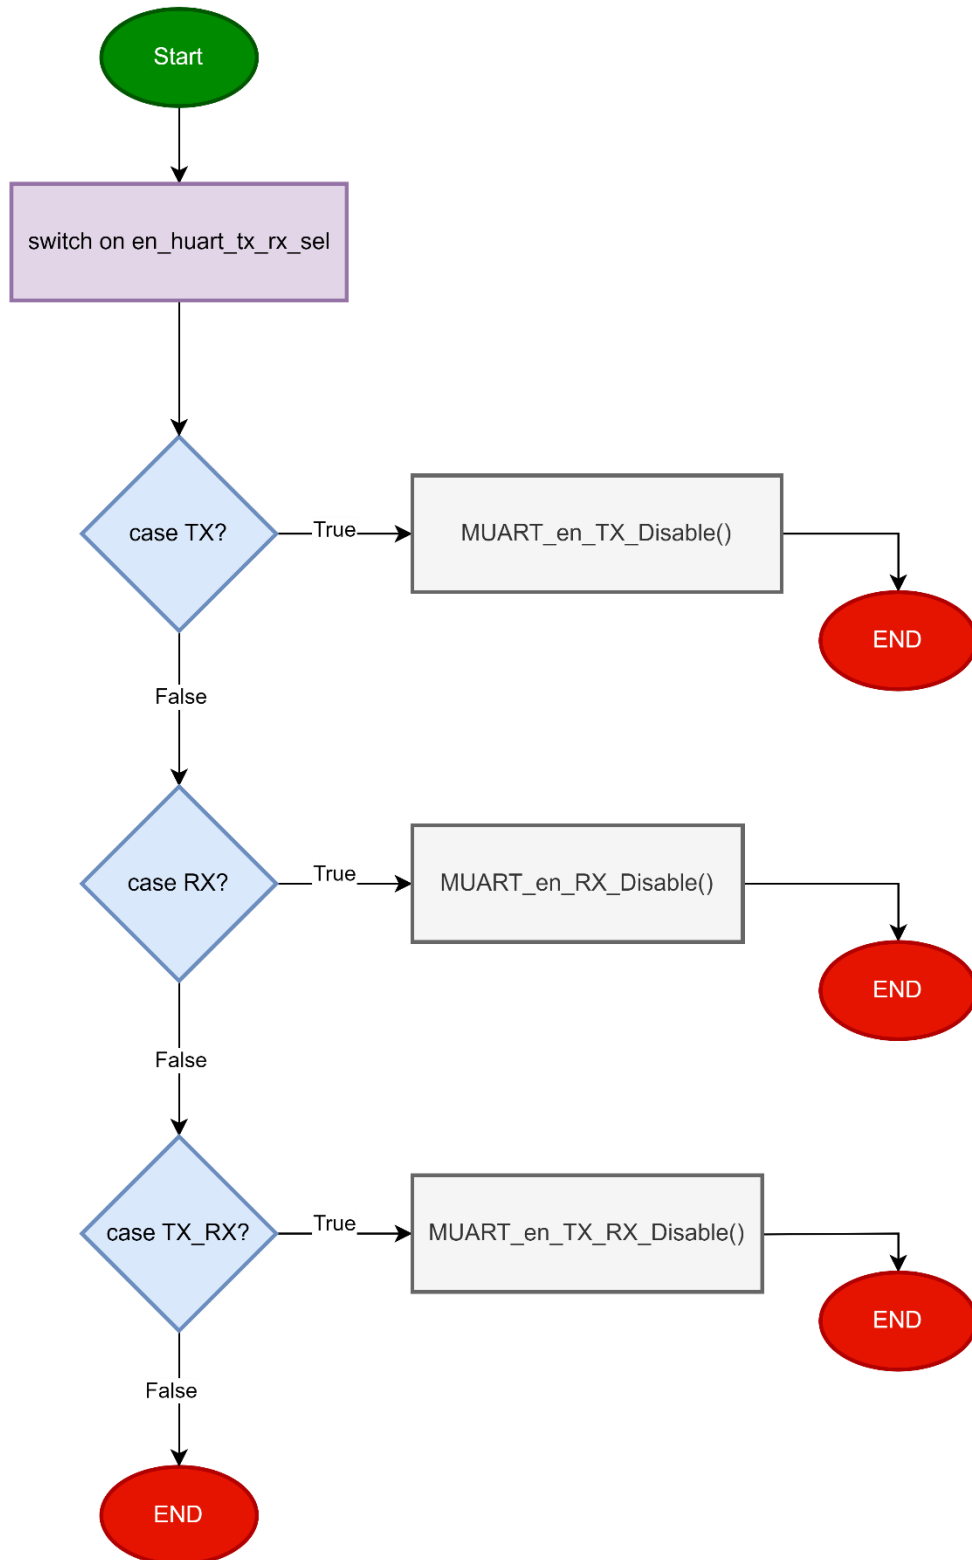 Start
switch on en_huart_tx_rx_sel
case TX?
True
MUART_en_TX_Disable()
END
False
case RX?
True
MUART_en_RX_Disable()
END
False
case TX_RX?
True
MUART_en_TX_RX_Disable()
END
False
END